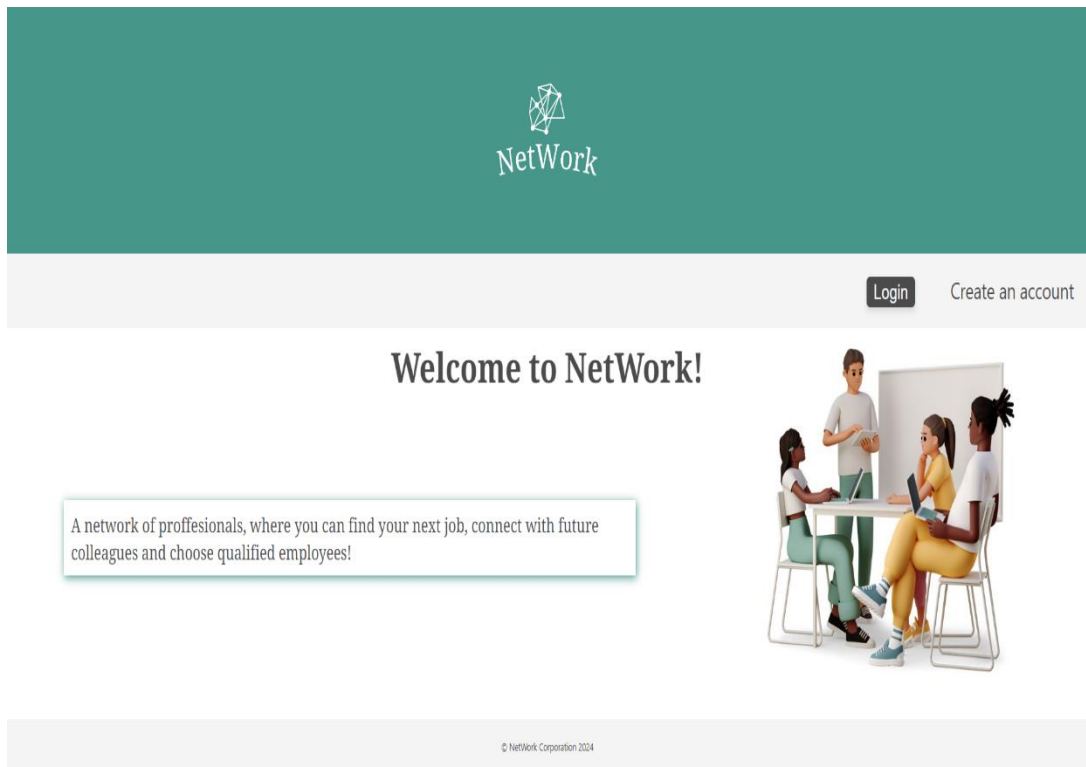 NetWork
Login
Create an account
Welcome to NetWork!
A network of proffesionals, where you can find your next job, connect with future
colleagues and choose qualified employees!
© NetWork Corporation 2024